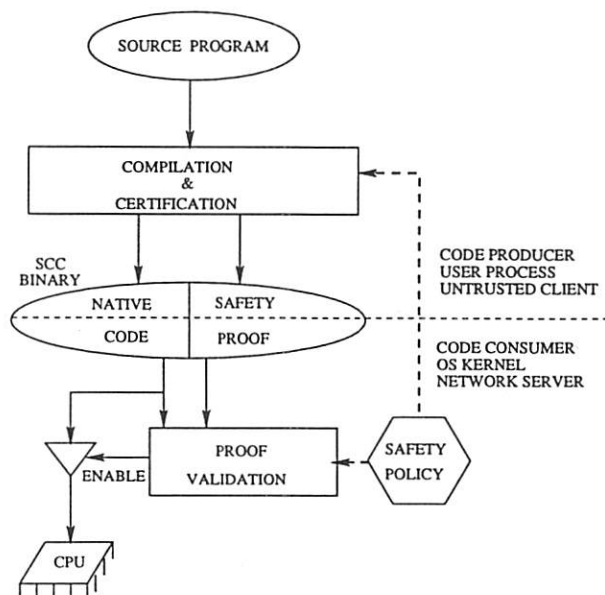 SOURCE PROGRAM
COMPILATION
&
CERTIFICATION
SCC
BINARY
NATIVE
SAFETY
CODE
PROOF
CODE PRODUCER
USER PROCESS
UNTRUSTED CLIENT
CODE CONSUMER
OS KERNEL
NETWORK SERVER
PROOF
VALIDATION
ENABLE
SAFETY
POLICY
CPU